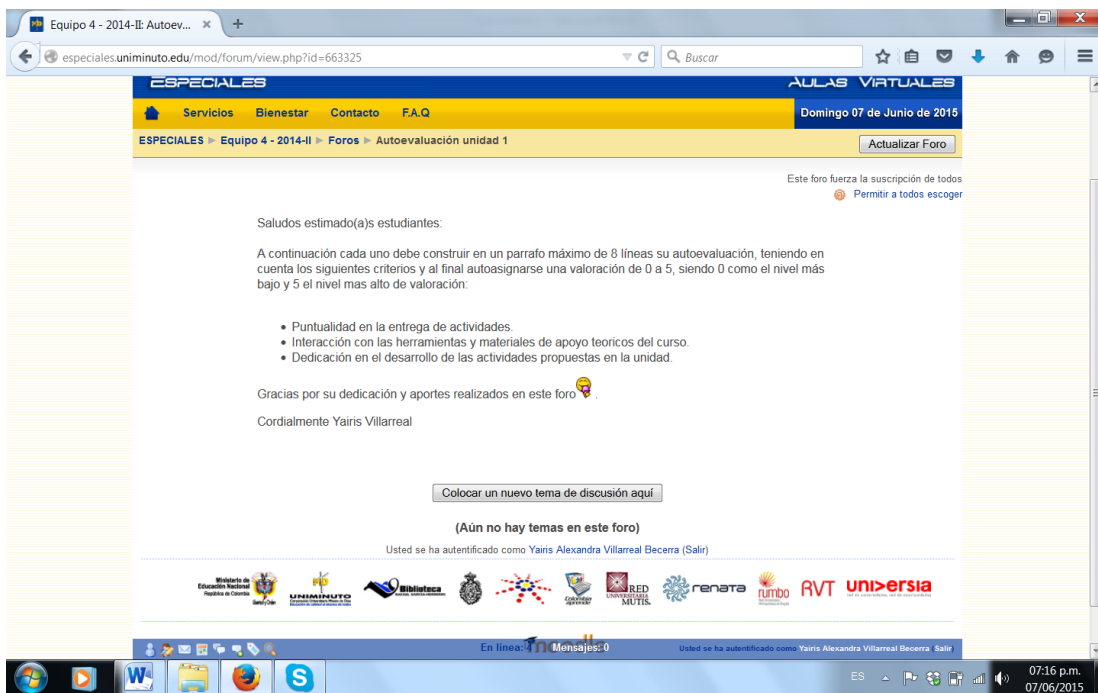 Equipo 4 - 2014-II: Autoev...
especiales.uniminuto.edu/mod/forum/view.php?id=663325
Buscar
ESPECIALES
AULAS VIRTUALES
Servicios Bienestar Contacto F.A.Q
Domingo 07 de Junio de 2015
ESPECIALES Equipo 4 - 2014-II Foros Autoevaluación unidad 1
Actualizar Foro
Este foro fuerza la suscripción de todos
Permitir a todos escoger
Saludos estimado(a)s estudiantes:
A continuación cada uno debe construir en un parrafo máximo de 8 líneas su autoevaluación, teniendo en
cuenta los siguientes criterios y al final autoasignarse una valoración de 0 a 5, siendo 0 como el nivel más
bajo y 5 el nivel mas alto de valoración:
Puntualidad en la entrega de actividades.
Interacción con las herramientas y materiales de apoyo teoricos del curso.
Dedicación en el desarrollo de las actividades propuestas en la unidad.
Gracias por su dedicación y aportes realizados en este foro .
Cordialmente Yairis Villarreal
Colocar un nuevo tema de discusión aquí
(Aún no hay temas en este foro)
Usted se ha autentificado como Yairis Alexandra Villarreal Becerra (Salir)
Ministerio de
Educación Nacional
República de Colombia
UNIMINUTO
Biblioteca
Colombia
aprende
RED
UNIVERSITARIA
MUTIS.
renata
rumbo
RVT
uni>ersia
En línea: Mensajes: 0
moodle
Usted se ha autentificado como Yairis Alexandra Villarreal Becerra (Salir)
ES
07:16 p.m.
07/06/2015